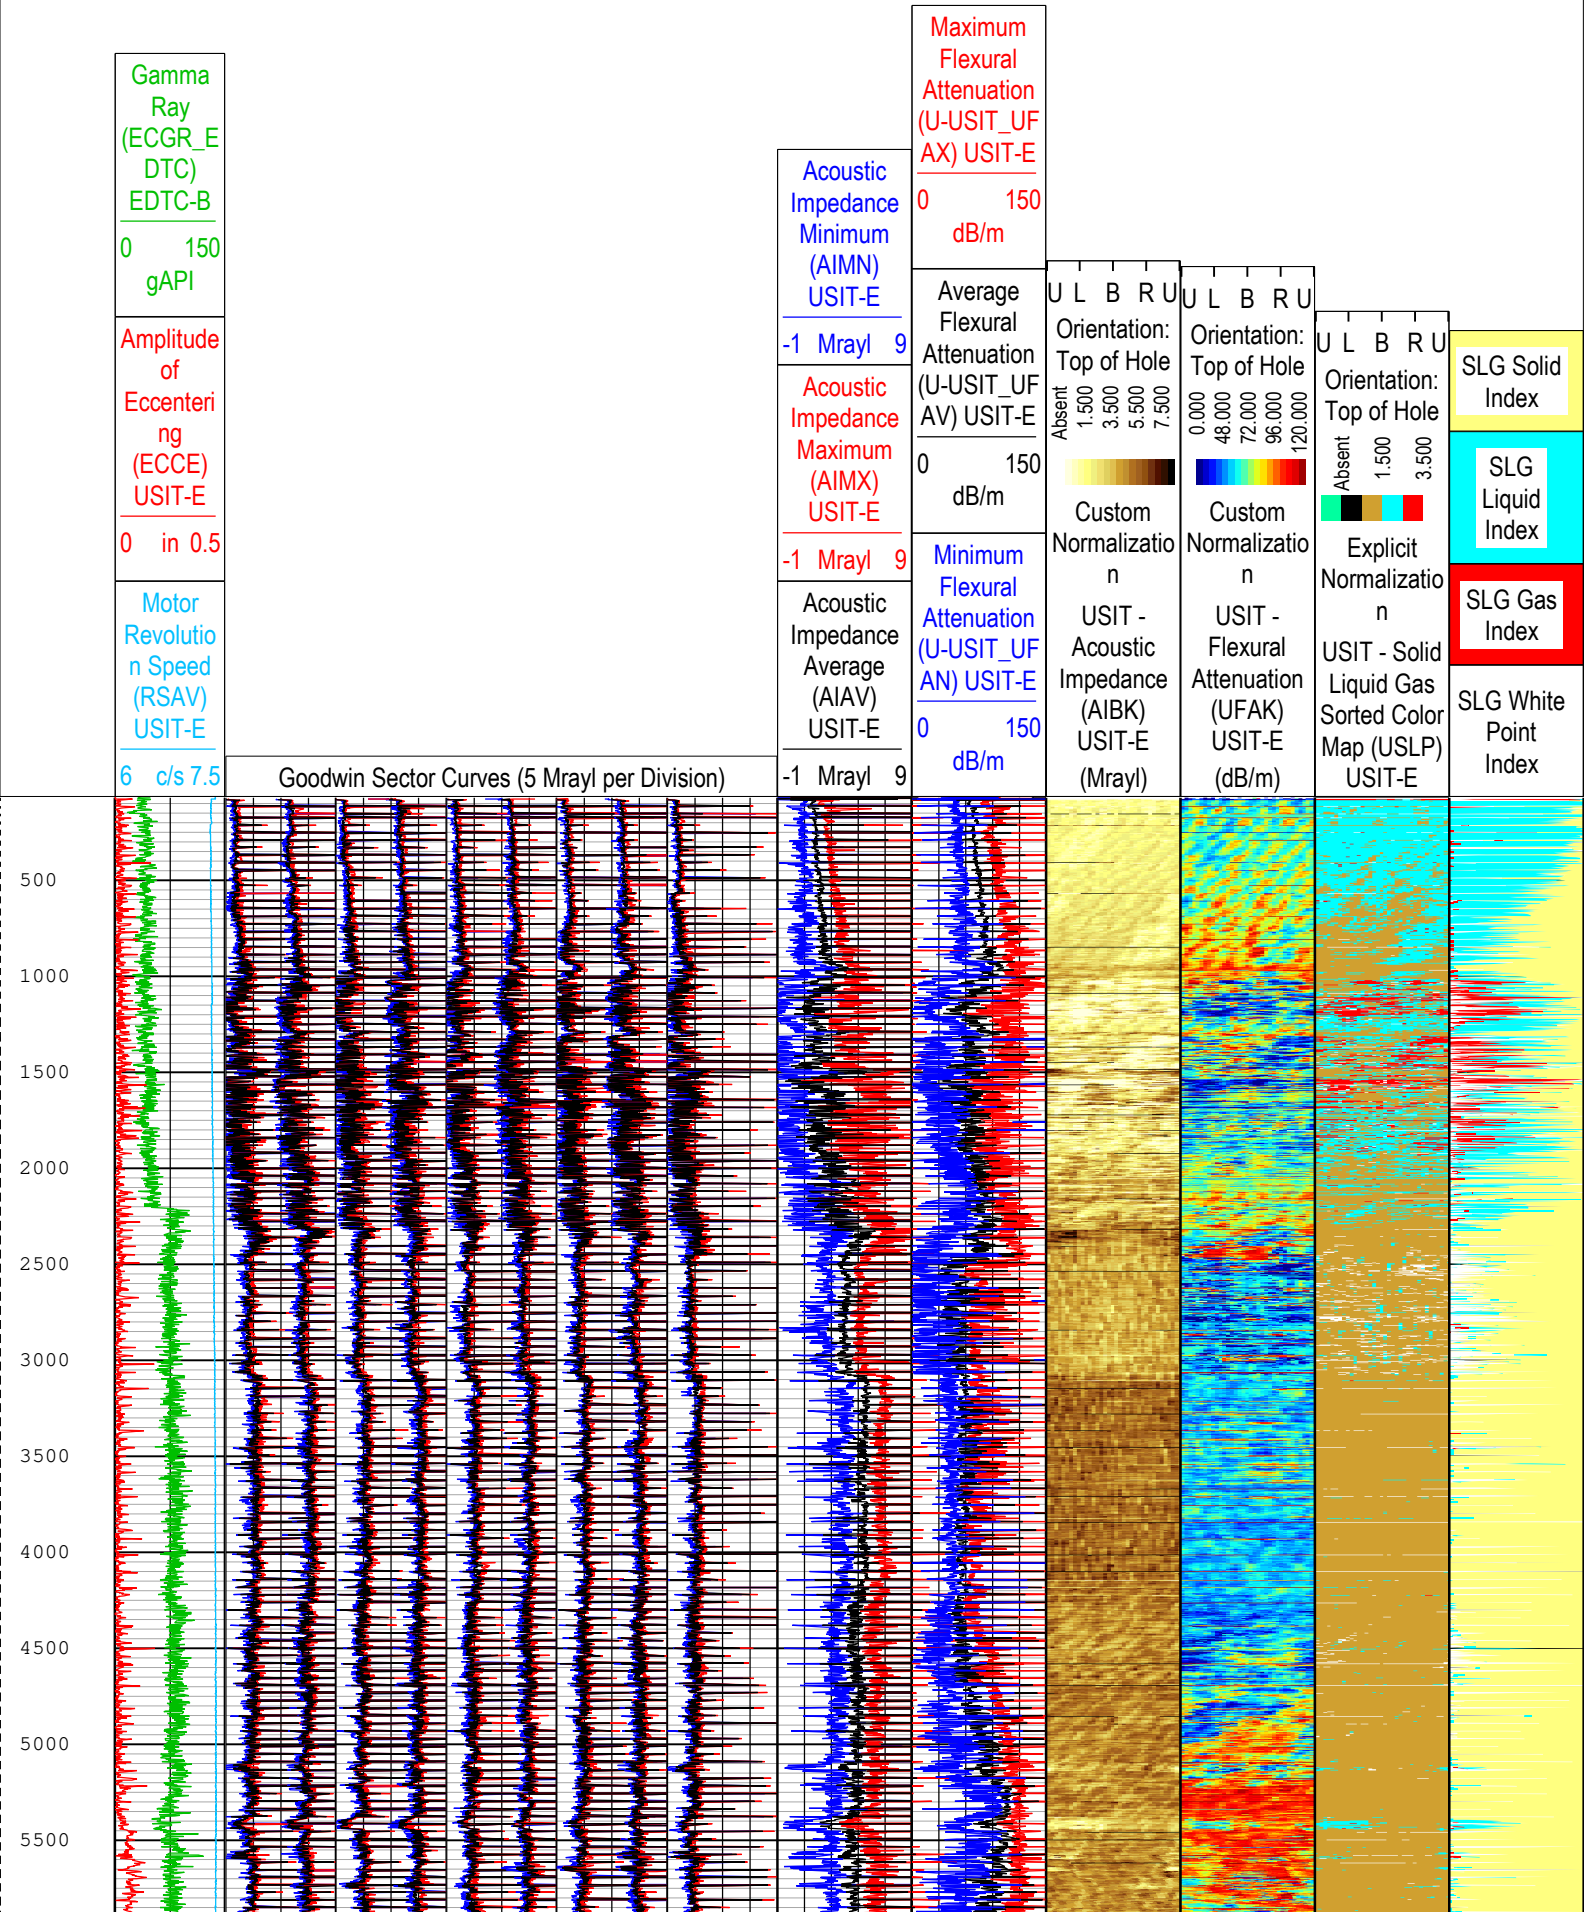 Gamma
Ray
(ECGR_E
DTC)
EDTC-B
0 150
gAPI
Amplitude
of
Eccenteri
ng
(ECCE)
USIT-E
0 in 0.5
Motor
Revolutio
n Speed
(RSAV)
USIT-E
6 c/s 7.5
Goodwin Sector Curves (5 Mrayl per Division)
Acoustic
Impedance
Minimum
(AIMN)
USIT-E
-1 Mrayl 9
Acoustic
Impedance
Maximum
(AIMX)
USIT-E
-1 Mrayl 9
Acoustic
Impedance
Average
(AIAV)
USIT-E
-1 Mrayl 9
Maximum
Flexural
Attenuation
(U-USIT_UF
AX) USIT-E
0 150
dB/m
Average
Flexural
Attenuation
(U-USIT_UF
AV) USIT-E
0 150
dB/m
Minimum
Flexural
Attenuation
(U-USIT_UF
AN) USIT-E
0 150
dB/m
U L B R U
Orientation:
Top of Hole
Absent
1.500
3.500
5.500
7.500
Custom
Normalizatio
n
USIT -
Acoustic
Impedance
(AIBK)
USIT-E
(Mrayl)
U L B R U
Orientation:
Top of Hole
0.000
48.000
72.000
96.000
120.000
Custom
Normalizatio
n
USIT -
Flexural
Attenuation
(UFAK)
USIT-E
(dB/m)
U L B R U
Orientation:
Top of Hole
Absent
1.500
3.500
Explicit
Normalizatio
n
USIT - Solid
Liquid Gas
Sorted Color
Map (USLP)
USIT-E
SLG Solid
Index
SLG
Liquid
Index
SLG Gas
Index
SLG White
Point
Index
500
1000
1500
2000
2500
3000
3500
4000
4500
5000
5500